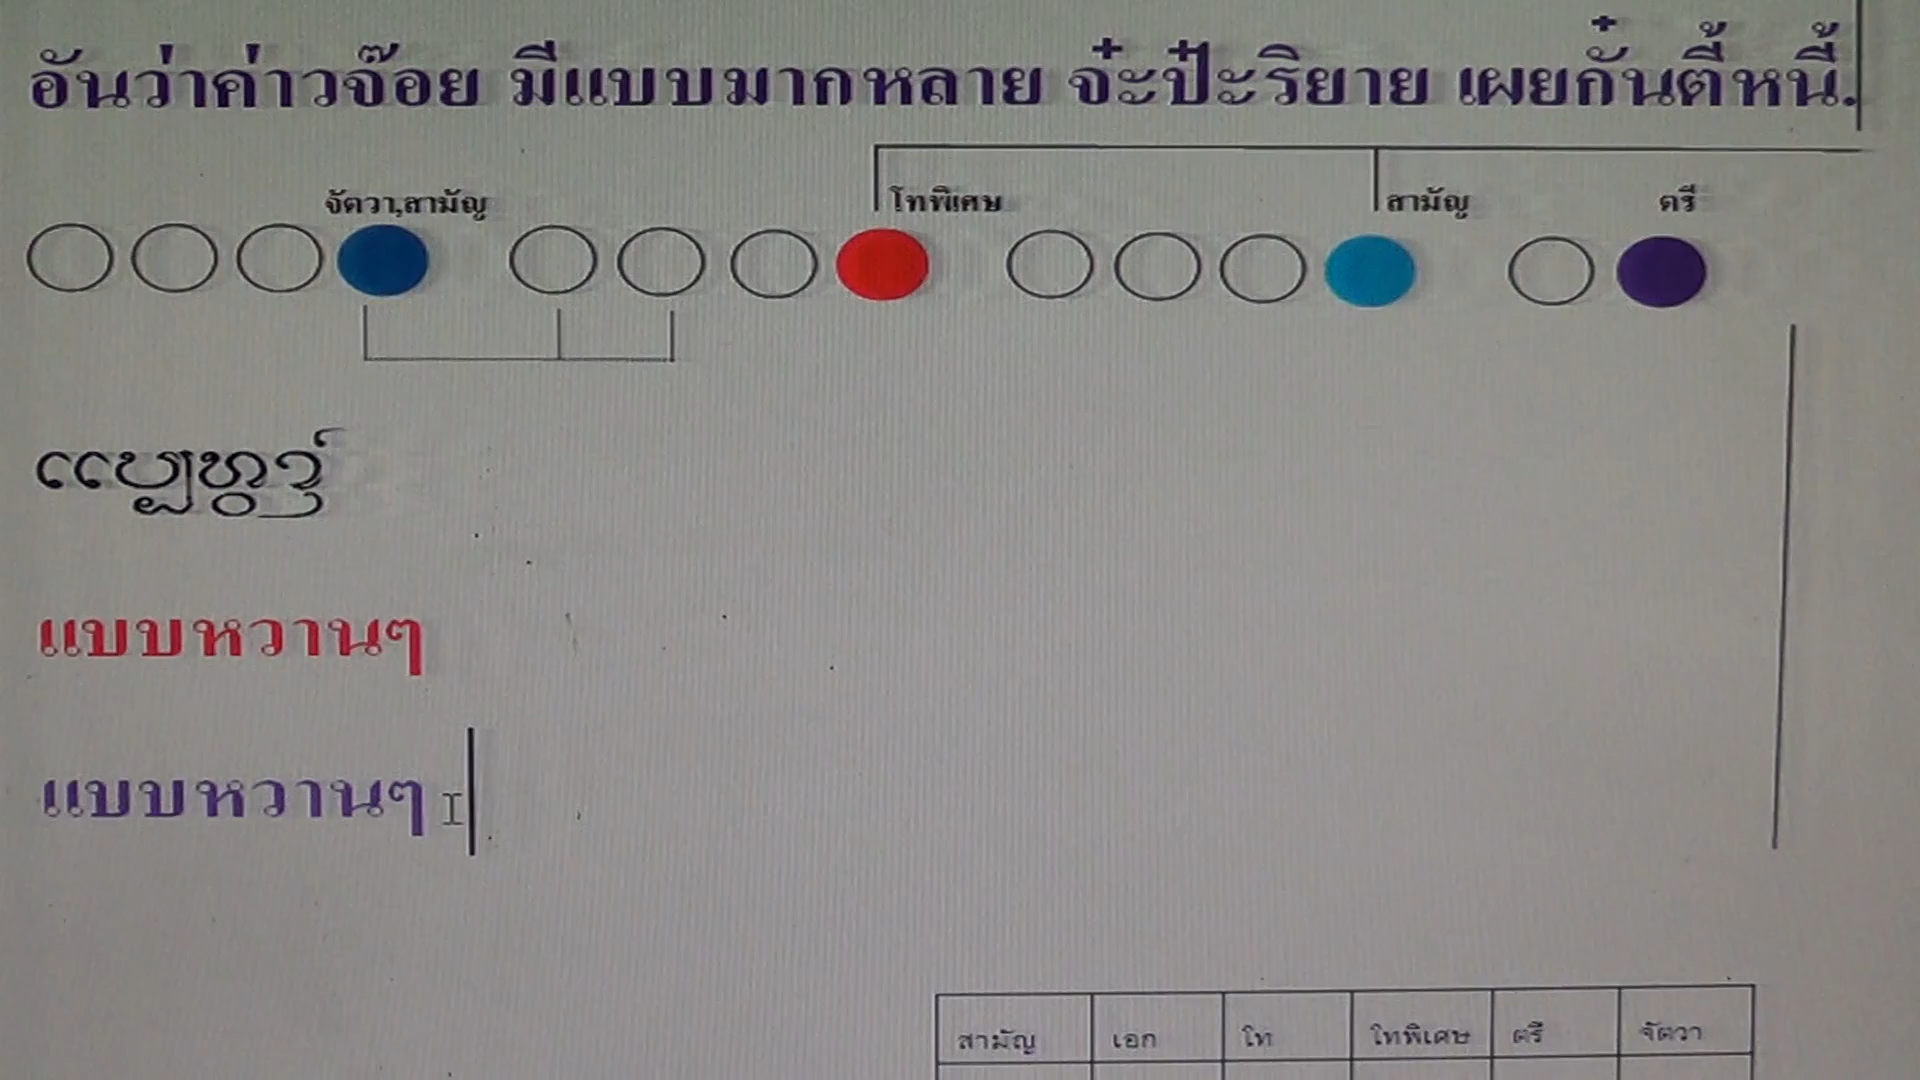 อันว่าค่าวจ๊อย มีแบบมากหลาย จ๋ะป๋ะริยาย เผยกั๋นตี้หนี้.
จัตวา,สามัญ โทพิเศษ สามัญ ตรี
แบบหวานๆ
แบบหวานๆ
สามัญ เอก โท โทพิเศษ ตรี จัตวา